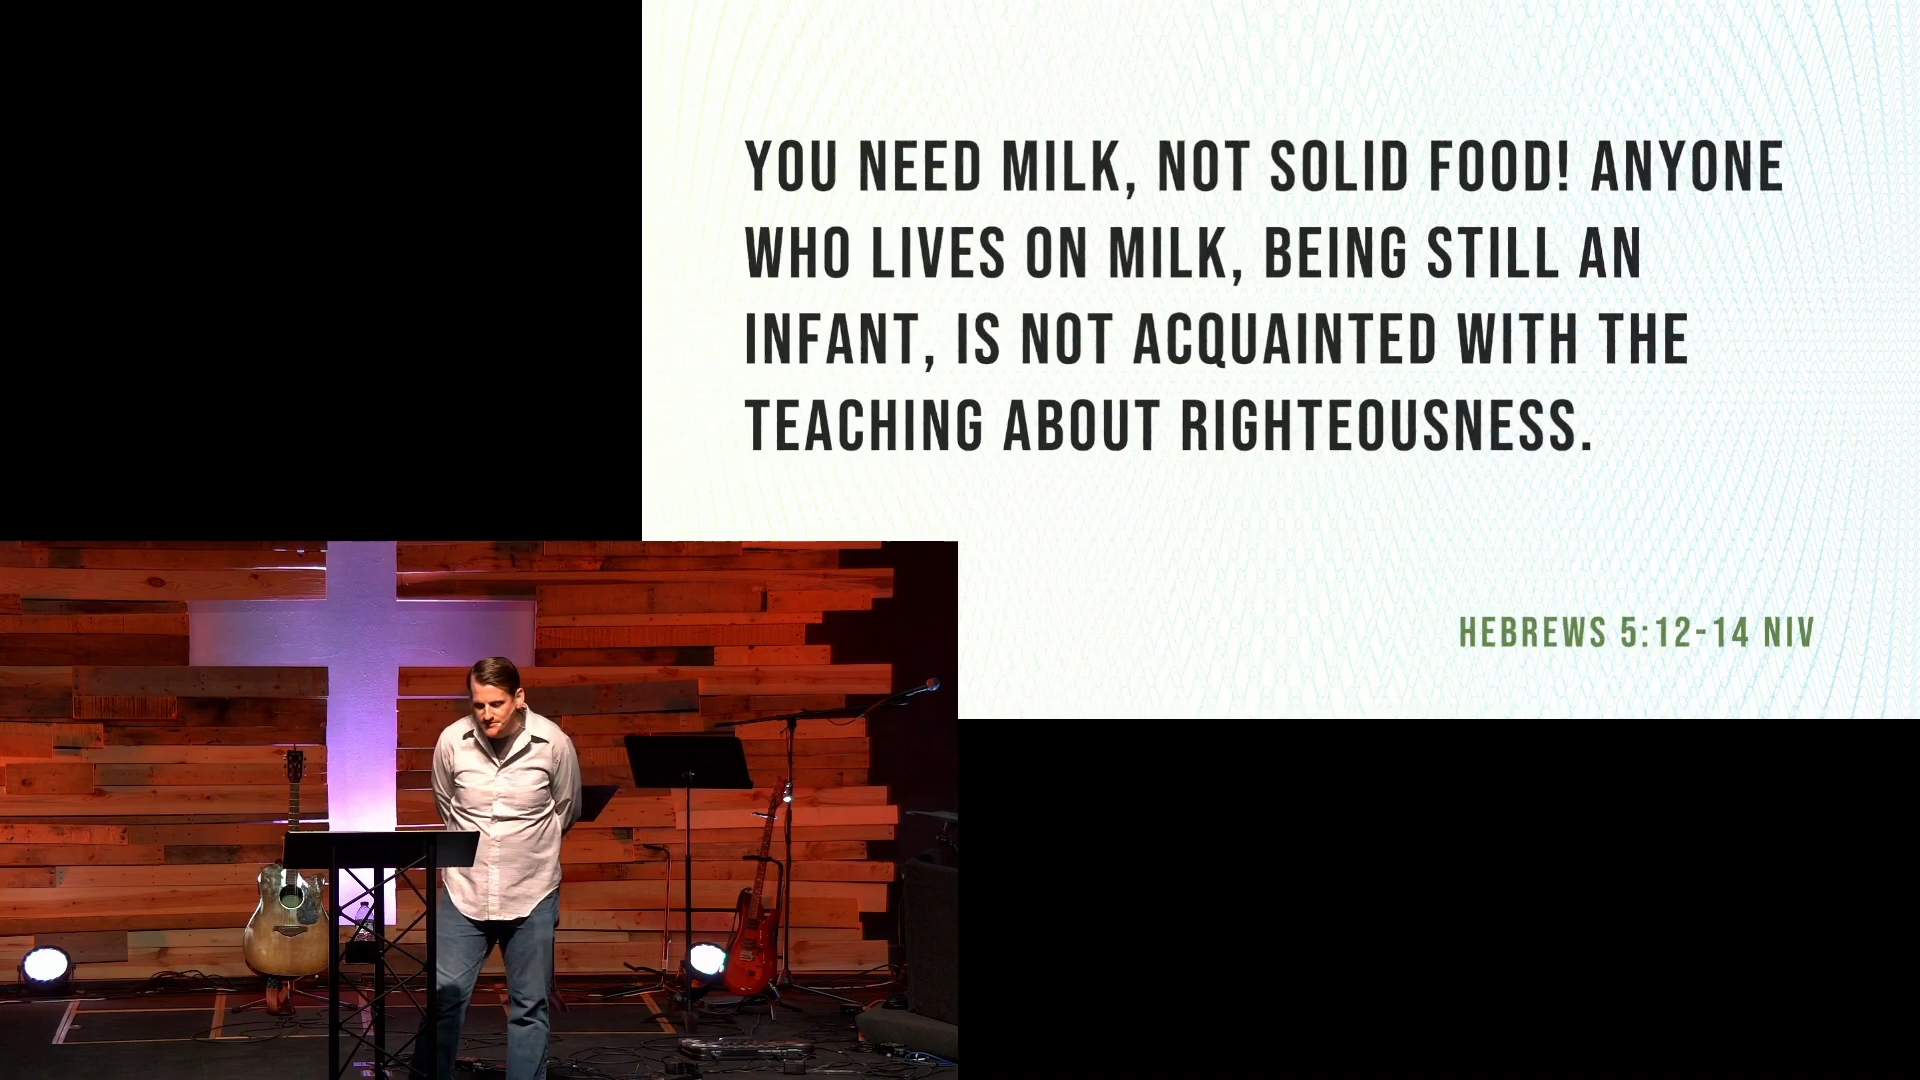 YOU NEED MILK, NOT SOLID FOOD! ANYONE
WHO LIVES ON MILK, BEING STILL AN
INFANT, IS NOT ACQUAINTED WITH THE
TEACHING ABOUT RIGHTEOUSNESS.
HEBREWS 5:12-14 NIV